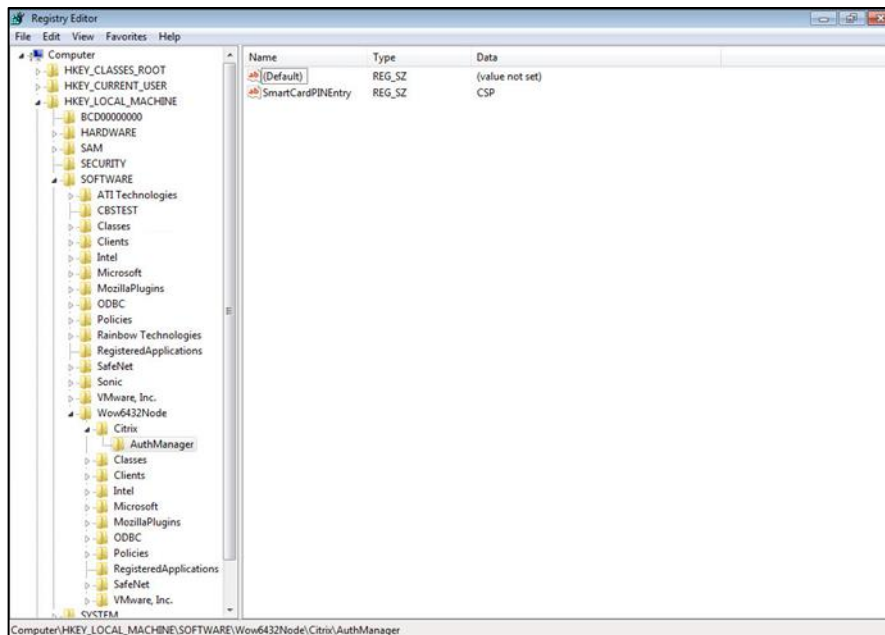 Registry Editor
File Edit View Favorites Help
Computer
HKEY_CLASSES_ROOT
HKEY_CURRENT_USER
HKEY_LOCAL_MACHINE
BCD00000000
HARDWARE
SAM
SECURITY
SOFTWARE
ATI Technologies
CBSTEST
Classes
Clients
Intel
Microsoft
MozillaPlugins
ODBC
Policies
Rainbow Technologies
RegisteredApplications
SafeNet
Sonic
VMware, Inc.
Wow6432Node
Citrix
AuthManager
Classes
Clients
Intel
Microsoft
MozillaPlugins
ODBC
Policies
RegisteredApplications
SafeNet
VMware, Inc.
SYSTEM
Name Type Data
ab (Default) REG_SZ (value not set)
ab SmartCardPINEntry REG_SZ CSP
Computer\HKEY_LOCAL_MACHINE\SOFTWARE\Wow6432Node\Citrix\AuthManager